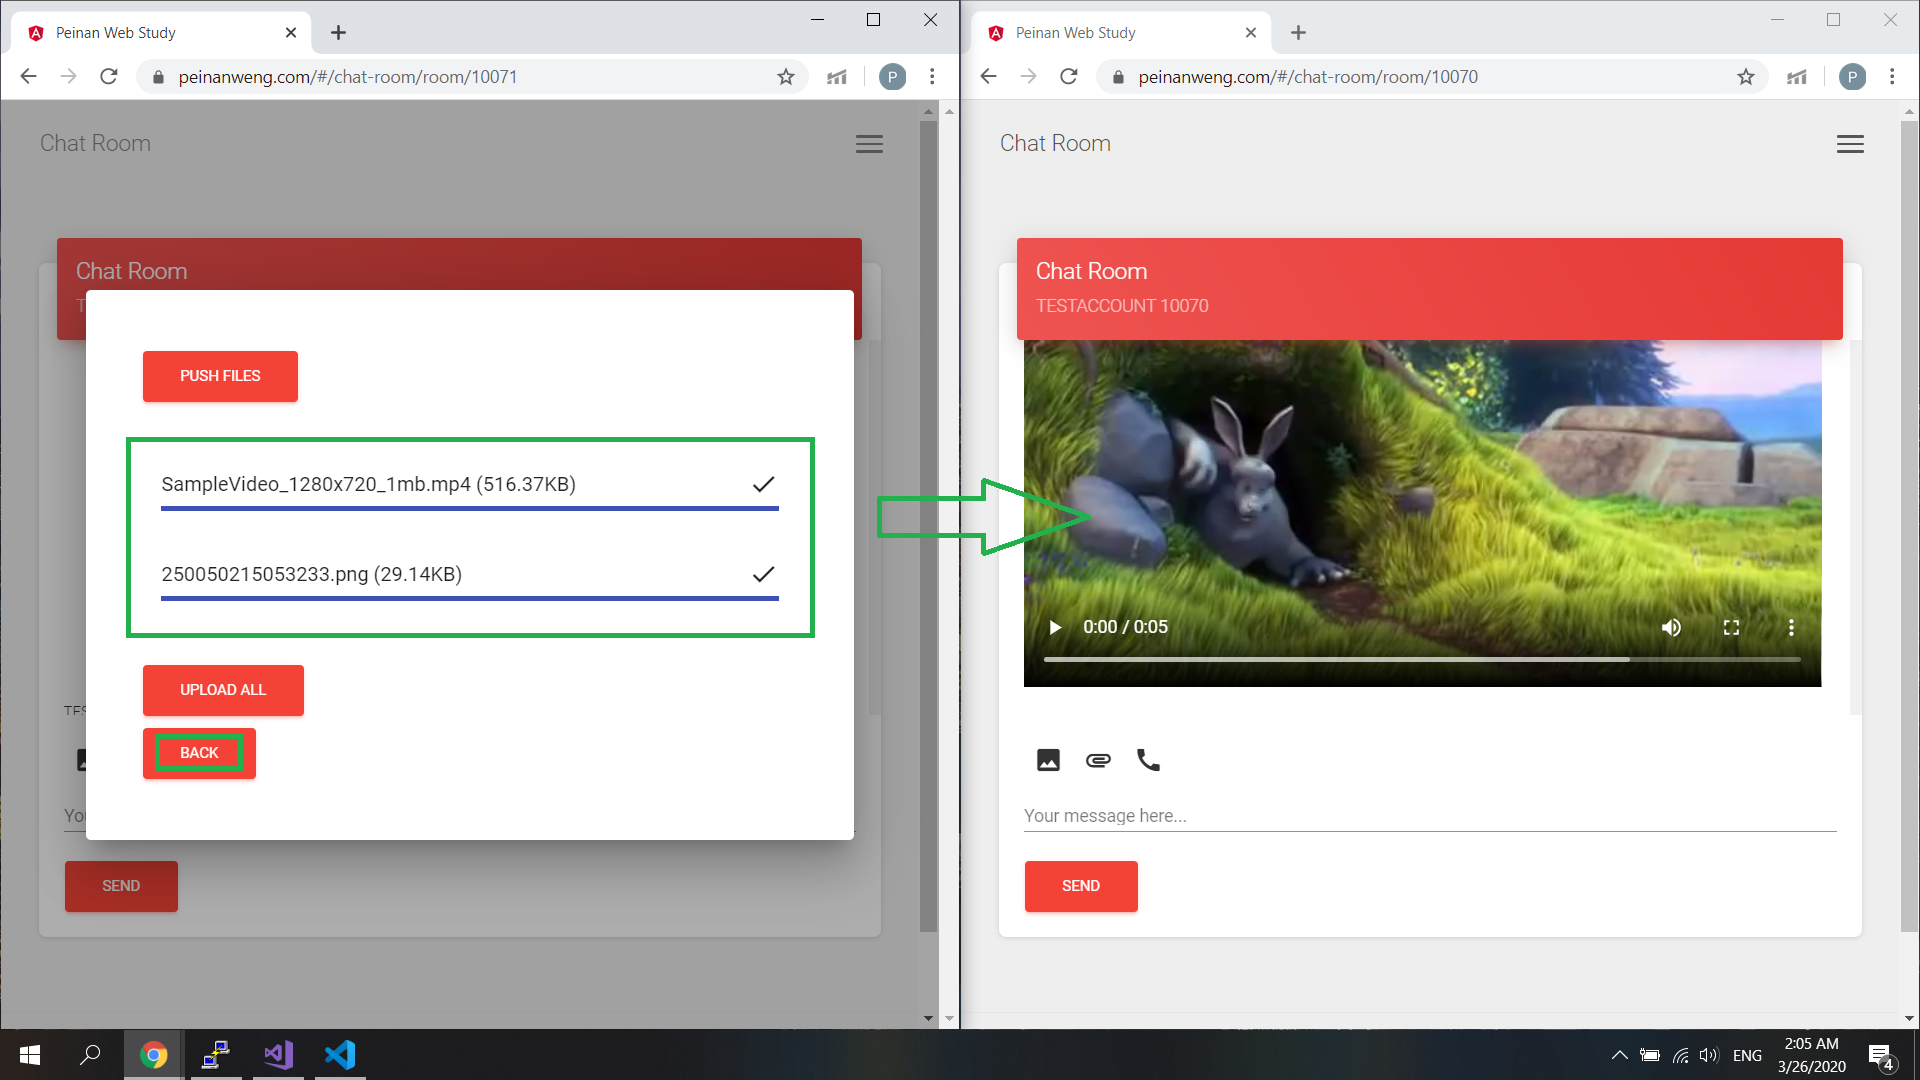 Peinan Web Study
peinanweng.com/#/chat-room/room/10071
P
Chat Room
Chat Room
T
PUSH FILES
SampleVideo_1280x720_1mb.mp4 (516.37KB)
250050215053233.png (29.14KB)
UPLOAD ALL
TES
BACK
You
SEND
Peinan Web Study
peinanweng.com/#/chat-room/room/10070
P
Chat Room
Chat Room
TESTACCOUNT 10070
0:00 / 0:05
Your message here...
SEND
ENG
2:05 AM
3/26/2020
4